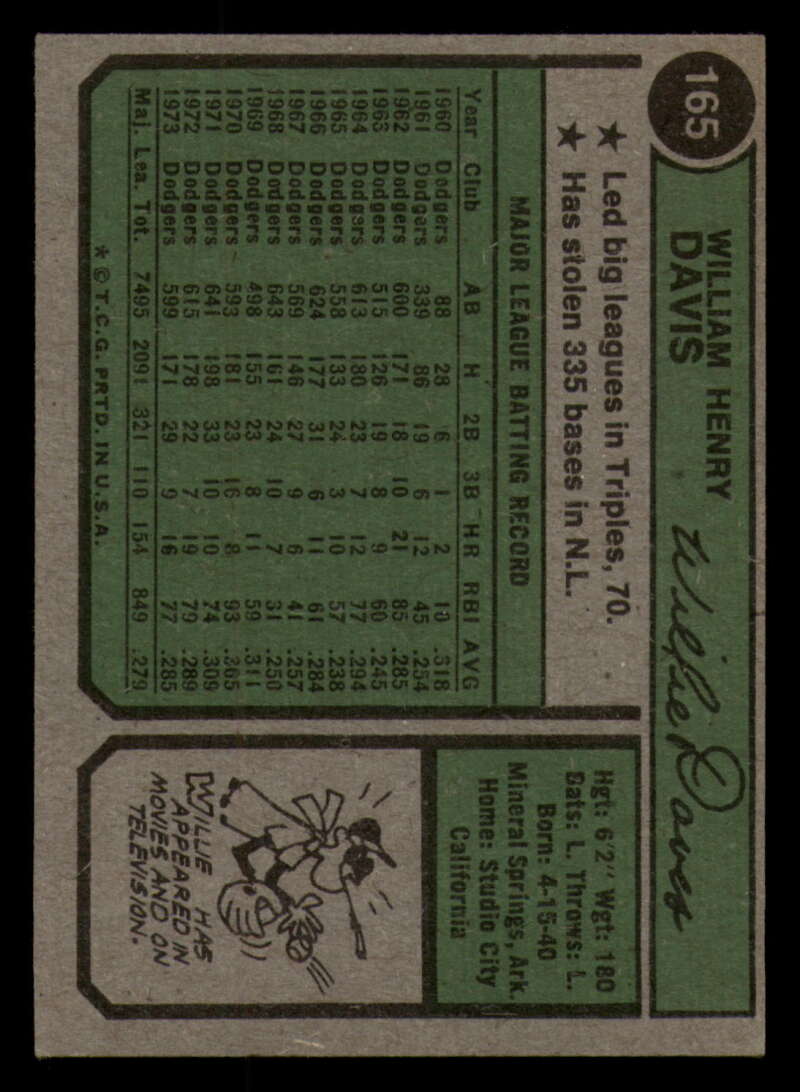 165
WILLIAM HENRY
DAVIS
Willie Davis
★ Led big leagues in Triples, 70.
★ Has stolen 335 bases in N.L.
MAJOR LEAGUE BATTING RECORD
Year Club AB H 2B 3B HR RBI AVG
1960 Dodgers 88 28 6 1 2 10 .318
1961 Dodgers 339 86 19 6 12 45 .254
1962 Dodgers 600 171 18 10 21 85 .285
1963 Dodgers 515 126 19 8 9 60 .245
1964 Dodgers 613 180 23 7 12 77 .294
1965 Dodgers 558 133 24 3 10 57 .238
1966 Dodgers 624 177 31 6 11 61 .284
1967 Dodgers 569 146 27 9 6 41 .257
1968 Dodgers 643 161 24 10 7 31 .250
1969 Dodgers 498 155 23 8 11 59 .311
1970 Dodgers 593 181 23 16 8 93 .305
1971 Dodgers 641 198 33 10 10 74 .309
1972 Dodgers 615 178 22 7 19 79 .289
1973 Dodgers 599 171 29 9 16 77 .285
Maj. Lea. Tot. 7495 2091 321 110 154 849 .279
* © T.C.G. PRTD. IN U.S.A.
Hgt: 6'2" Wgt: 180
Bats: L. Throws: L.
Born: 4-15-40
Mineral Springs, Ark.
Home: Studio City
California
WILLIE HAS
APPEARED IN
MOVIES AND ON
TELEVISION.